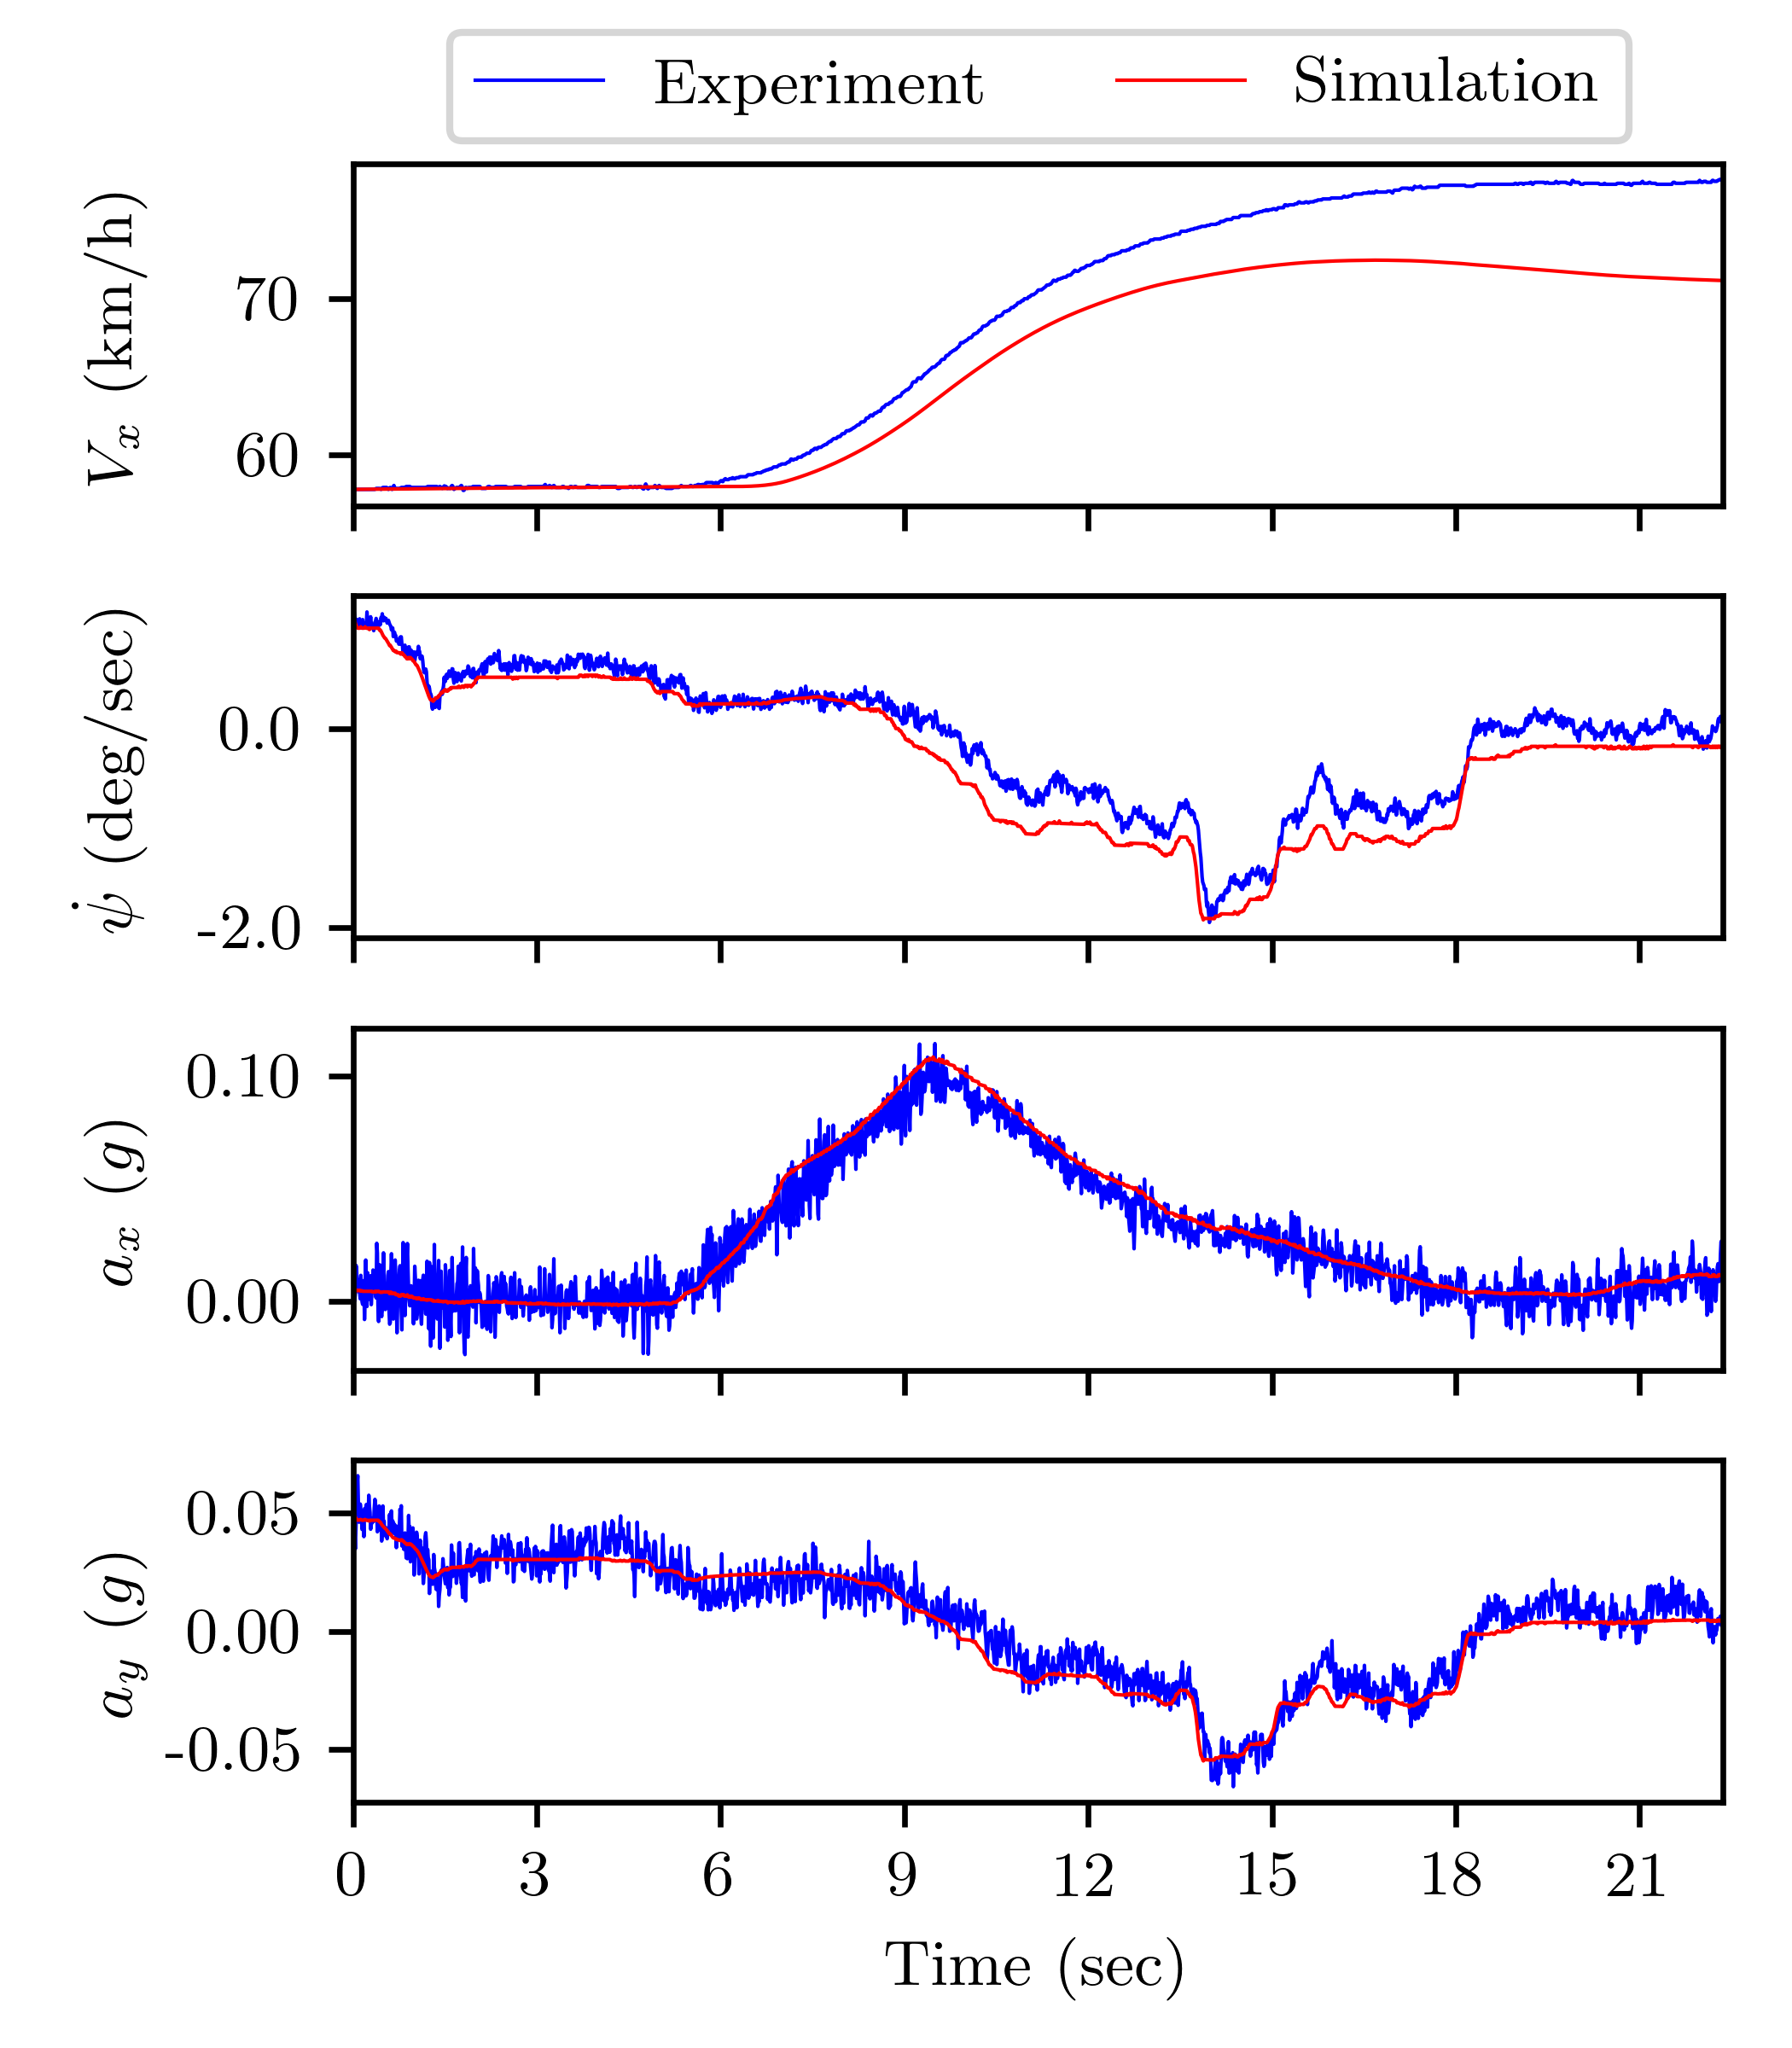 Experiment Simulation
V_x (km/h)
70
60
ψ̇ (deg/sec)
0.0
-2.0
a_x (g)
0.10
0.00
a_y (g)
0.05
0.00
-0.05
0 3 6 9 12 15 18 21
Time (sec)